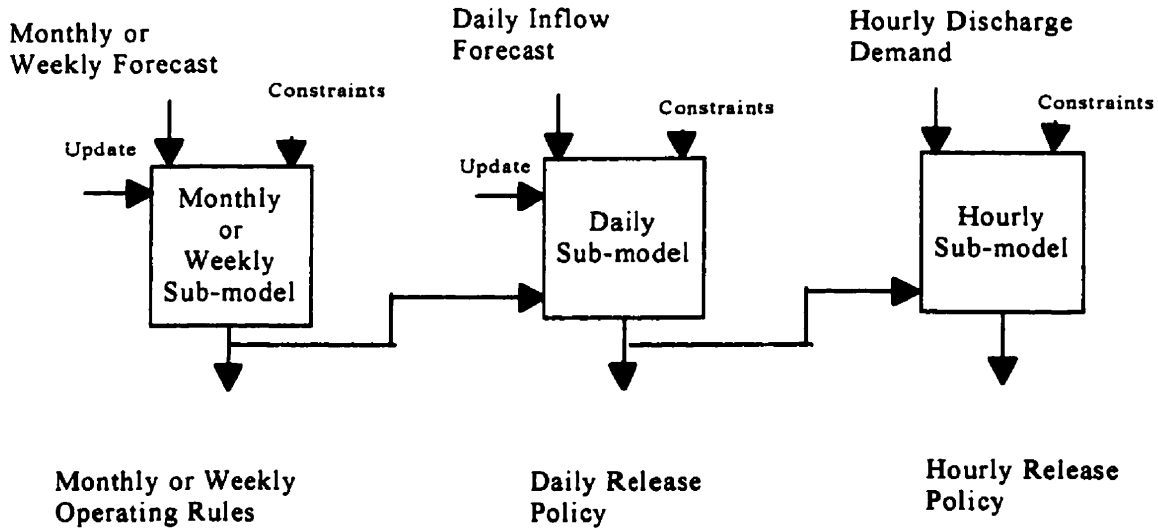 Monthly or
Weekly Forecast
Constraints
Update
Monthly
or
Weekly
Sub-model
Monthly or Weekly
Operating Rules
Daily Inflow
Forecast
Constraints
Update
Daily
Sub-model
Daily Release
Policy
Hourly Discharge
Demand
Constraints
Hourly
Sub-model
Hourly Release
Policy